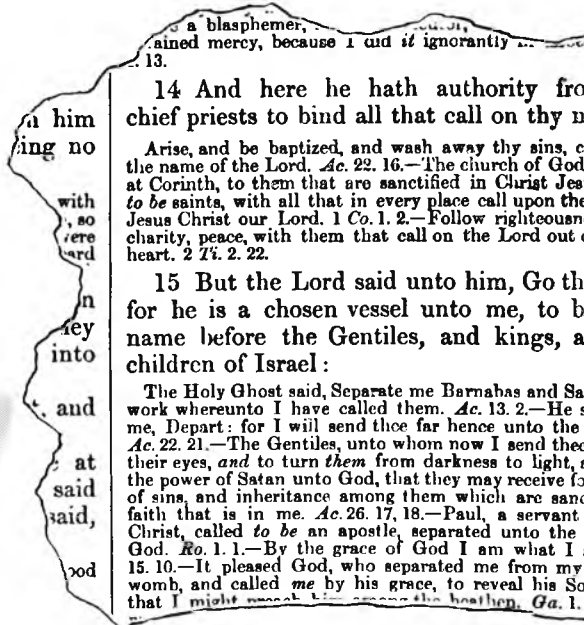 a blasphemer,
ained mercy, because I did it ignorantly
13.
14 And here he hath authority fro
chief priests to bind all that call on thy n
Arise, and be baptized, and wash away thy sins, c
the name of the Lord. Ac. 22. 16.—The church of God
at Corinth, to them that are sanctified in Christ Jes
to be saints, with all that in every place call upon the
Jesus Christ our Lord. 1 Co. 1. 2.—Follow righteousn
charity, peace, with them that call on the Lord out o
heart. 2 Ti. 2. 22.
15 But the Lord said unto him, Go th
for he is a chosen vessel unto me, to b
name before the Gentiles, and kings, a
children of Israel:
The Holy Ghost said, Separate me Barnabas and Sa
work whereunto I have called them. Ac. 13. 2.—He s
me, Depart: for I will send thee far hence unto the
Ac. 22. 21.—The Gentiles, unto whom now I send thee
their eyes, and to turn them from darkness to light, a
the power of Satan unto God, that they may receive fo
of sins, and inheritance among them which are sanc
faith that is in me. Ac. 26. 17, 18.—Paul, a servant
Christ, called to be an apostle, separated unto the
God. Ro. 1. 1.—By the grace of God I am what I
15. 10.—It pleased God, who separated me from my
womb, and called me by his grace, to reveal his So
that I might preach him among the heathen. Ga. 1.
him
ing no
with
, so
ere
ard
n
ey
into
and
at
said
said,
ood